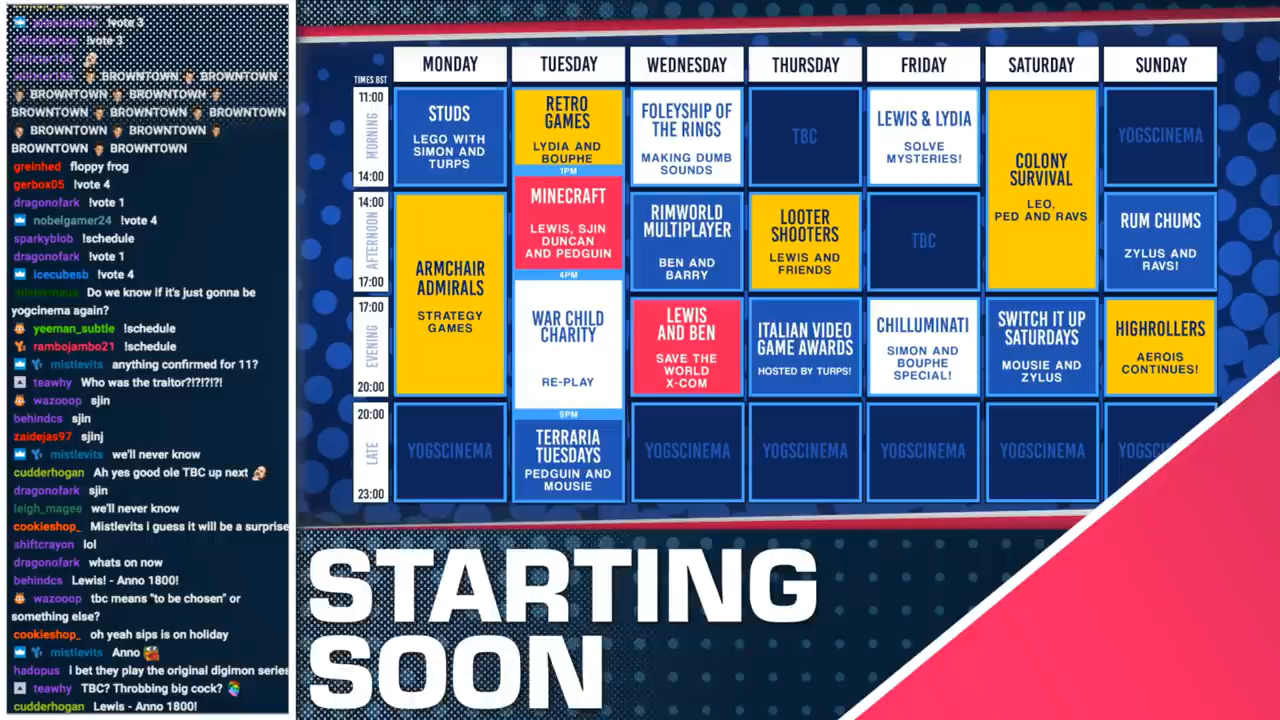 !vote 3
!vote 3
BROWNTOWN BROWNTOWN
BROWNTOWN BROWNTOWN
BROWNTOWN BROWNTOWN BROWNTOWN
BROWNTOWN BROWNTOWN
BROWNTOWN BROWNTOWN
greinhed floppy frog
gerbox05 !vote 4
dragonofark !vote 1
nobelgamer24 !vote 4
sparkyblob !schedule
dragonofark !vote 1
icecubesb !vote 4
Do we know if it's just gonna be
yogcinema again?
yeeman_subtle !schedule
rambojambo21 !schedule
mistlevits anything confirmed for 11?
teawhy Who was the traitor?!?!?!?!
wazooop sjin
behindcs sjin
zaidejas97 sjinj
mistlevits we'll never know
cudderhogan Ah yes good ole TBC up next
dragonofark sjin
leigh_magee we'll never know
cookieshop_ Mistlevits i guess it will be a surprise
shiftcrayon lol
dragonofark whats on now
behindcs Lewis! - Anno 1800!
wazooop tbc means "to be chosen" or
something else?
cookieshop_ oh yeah sips is on holiday
mistlevits Anno
hadopus I bet they play the original digimon series
teawhy TBC? Throbbing big cock?
cudderhogan Lewis - Anno 1800!
TIMES BST
MONDAY
TUESDAY
WEDNESDAY
THURSDAY
FRIDAY
SATURDAY
SUNDAY
11:00
MORNING
14:00
14:00
AFTERNOON
17:00
17:00
EVENING
20:00
20:00
LATE
23:00
STUDS
LEGO WITH
SIMON AND
TURPS
ARMCHAIR
ADMIRALS
STRATEGY
GAMES
YOGSCINEMA
RETRO
GAMES
LYDIA AND
BOUPHE
1PM
MINECRAFT
LEWIS, SJIN
DUNCAN
AND PEDGUIN
4PM
WAR CHILD
CHARITY
RE-PLAY
9PM
TERRARIA
TUESDAYS
PEDGUIN AND
MOUSIE
FOLEYSHIP OF
THE RINGS
MAKING DUMB
SOUNDS
RIMWORLD
MULTIPLAYER
BEN AND
BARRY
LEWIS
AND BEN
SAVE THE
WORLD
X-COM
YOGSCINEMA
TBC
LOOTER
SHOOTERS
LEWIS AND
FRIENDS
ITALIAN VIDEO
GAME AWARDS
HOSTED BY TURPS!
YOGSCINEMA
LEWIS & LYDIA
SOLVE
MYSTERIES!
TBC
CHILLUMINATI
SIMON AND
BOUPHE
SPECIAL!
YOGSCINEMA
COLONY
SURVIVAL
LEO,
PED AND RAVS
SWITCH IT UP
SATURDAYS
MOUSIE AND
ZYLUS
YOGSCINEMA
YOGSCINEMA
RUM CHUMS
ZYLUS AND
RAVS!
HIGHROLLERS
AEROIS
CONTINUES!
YOGSC
STARTING
SOON